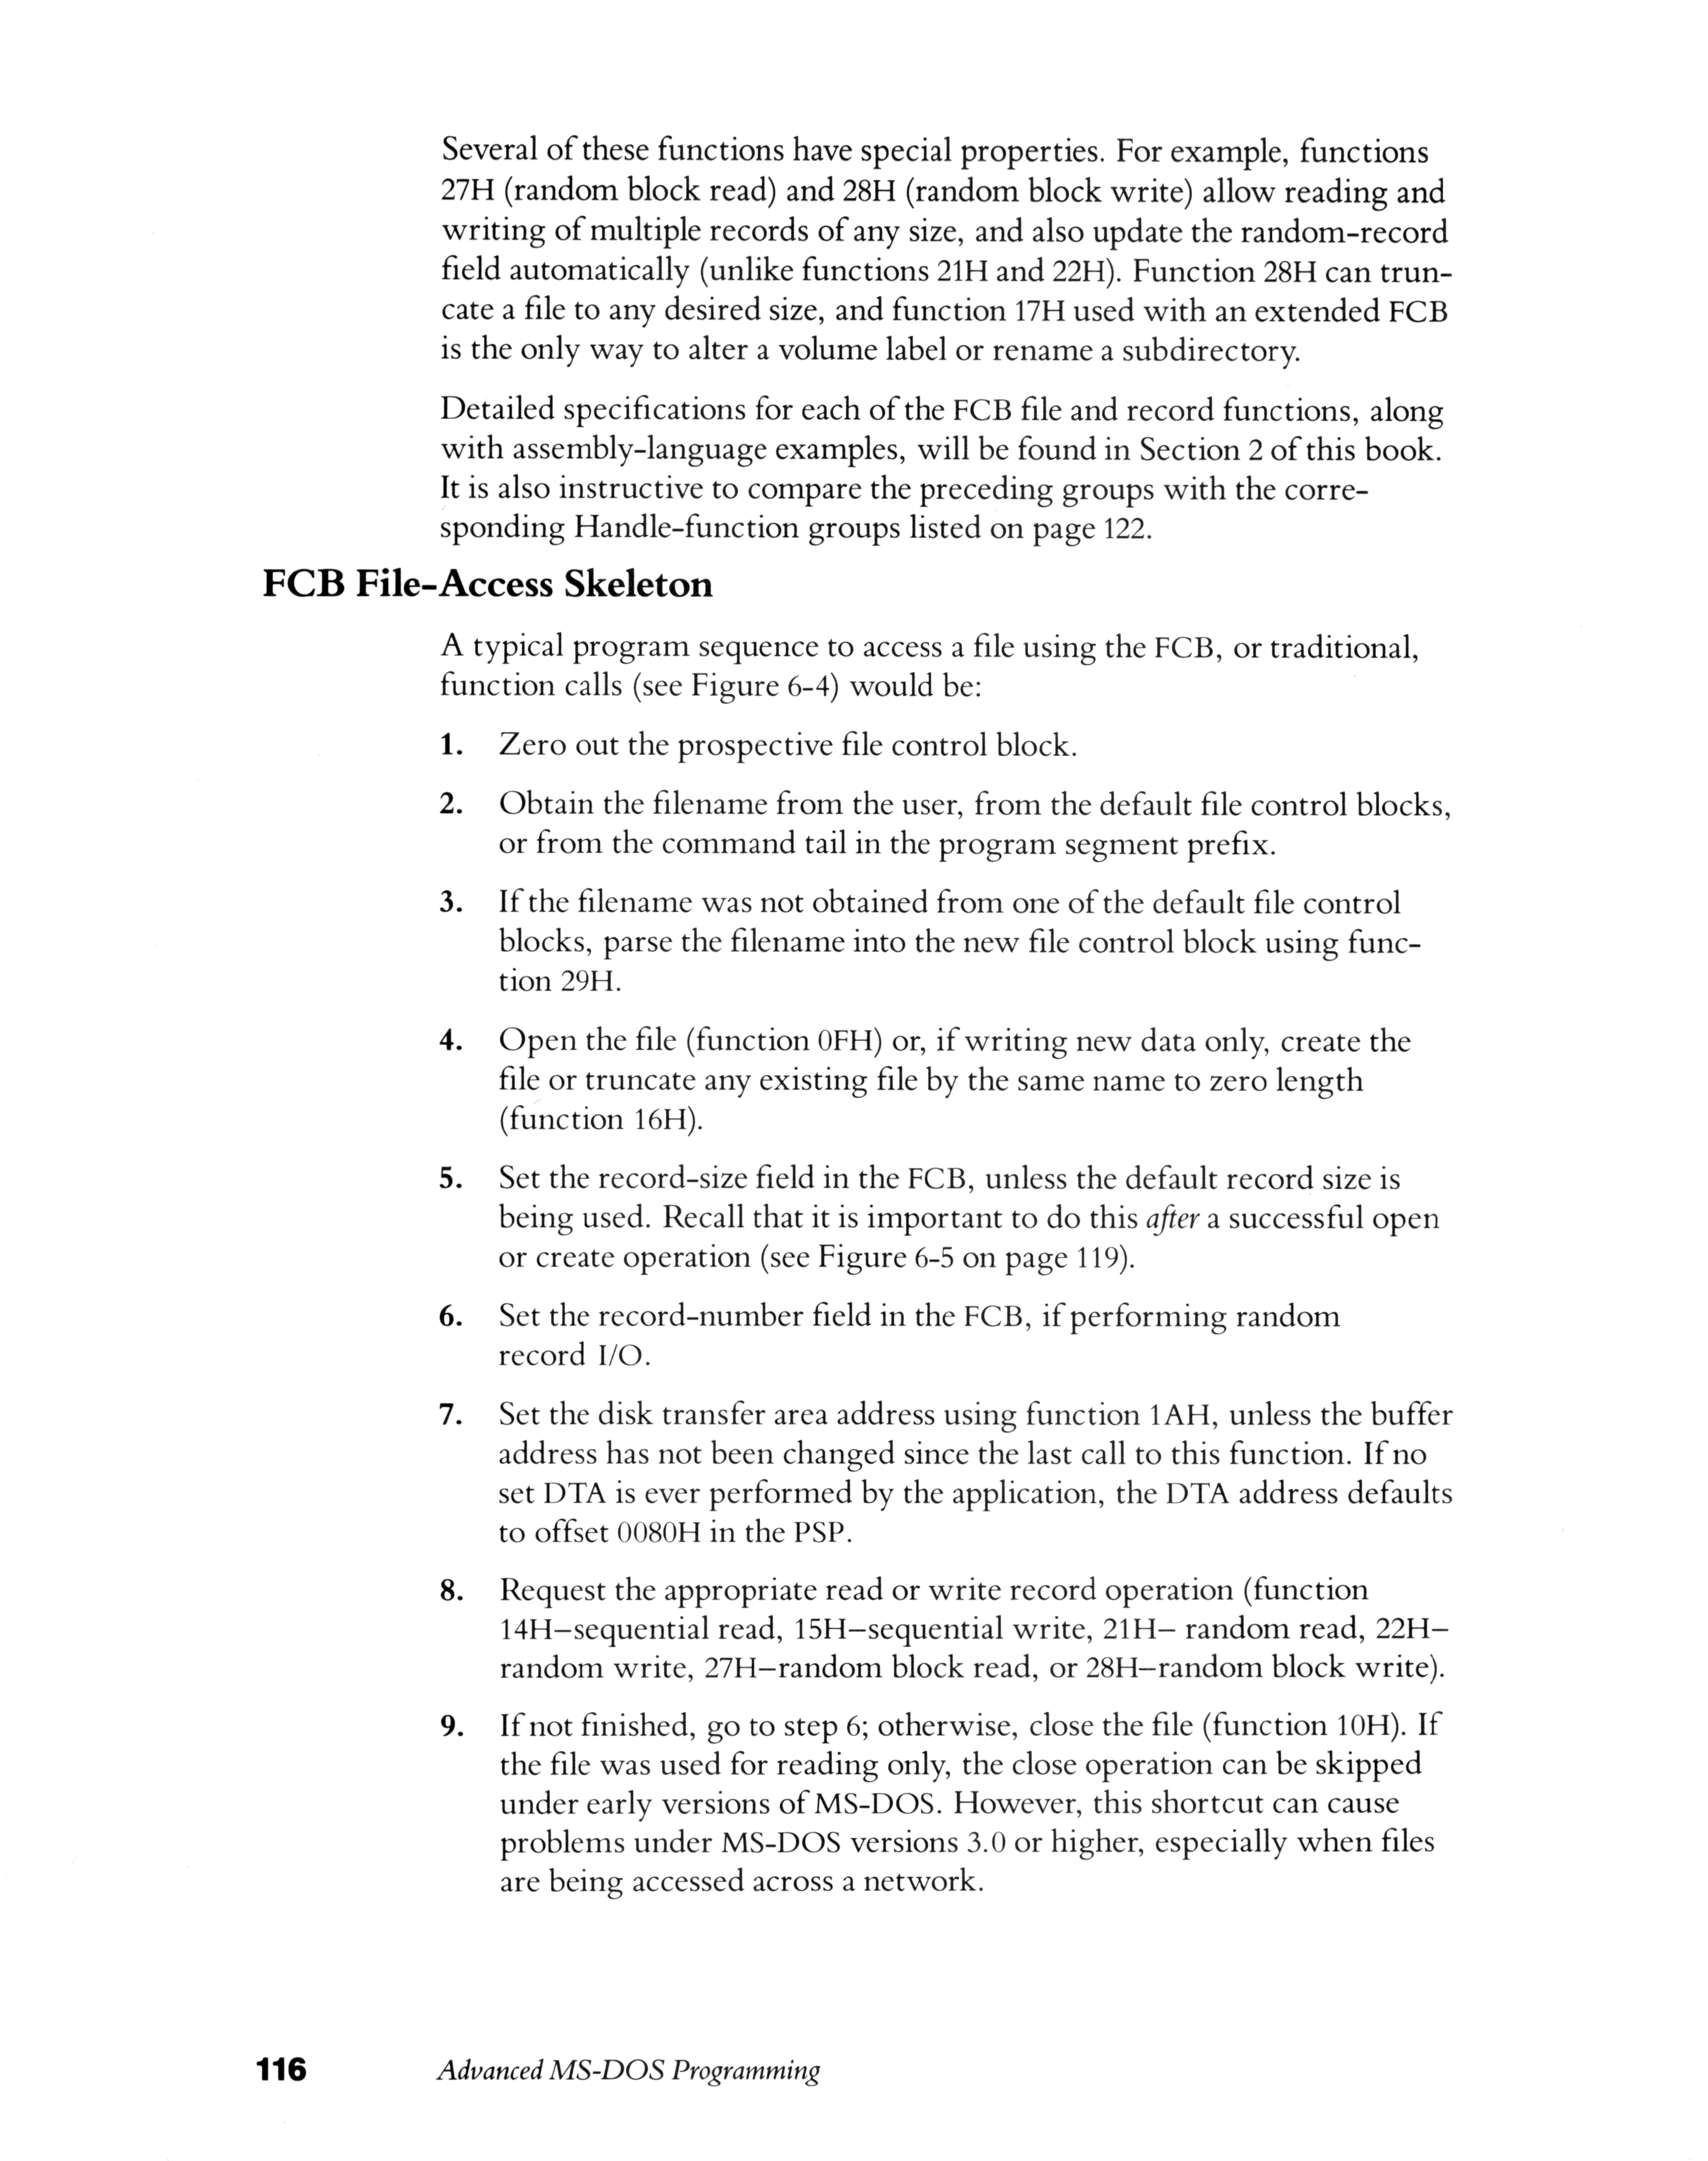 Several of these functions have special properties. For example, functions
27H (random block read) and 28H (random block write) allow reading and
writing of multiple records of any size, and also update the random-record
field automatically (unlike functions 21H and 22H). Function 28H can trun-
cate a file to any desired size, and function 17H used with an extended FCB
is the only way to alter a volume label or rename a subdirectory.
Detailed specifications for each of the FCB file and record functions, along
with assembly-language examples, will be found in Section 2 of this book.
It is also instructive to compare the preceding groups with the corre-
sponding Handle-function groups listed on page 122.
FCB File-Access Skeleton
A typical program sequence to access a file using the FCB, or traditional,
function calls (see Figure 6-4) would be:
1. Zero out the prospective file control block.
2. Obtain the filename from the user, from the default file control blocks,
or from the command tail in the program segment prefix.
3. If the filename was not obtained from one of the default file control
blocks, parse the filename into the new file control block using func-
tion 29H.
4. Open the file (function 0FH) or, if writing new data only, create the
file or truncate any existing file by the same name to zero length
(function 16H).
5. Set the record-size field in the FCB, unless the default record size is
being used. Recall that it is important to do this after a successful open
or create operation (see Figure 6-5 on page 119).
6. Set the record-number field in the FCB, if performing random
record I/O.
7. Set the disk transfer area address using function 1AH, unless the buffer
address has not been changed since the last call to this function. If no
set DTA is ever performed by the application, the DTA address defaults
to offset 0080H in the PSP.
8. Request the appropriate read or write record operation (function
14H–sequential read, 15H–sequential write, 21H– random read, 22H–
random write, 27H–random block read, or 28H–random block write).
9. If not finished, go to step 6; otherwise, close the file (function 10H). If
the file was used for reading only, the close operation can be skipped
under early versions of MS-DOS. However, this shortcut can cause
problems under MS-DOS versions 3.0 or higher, especially when files
are being accessed across a network.
116 Advanced MS-DOS Programming